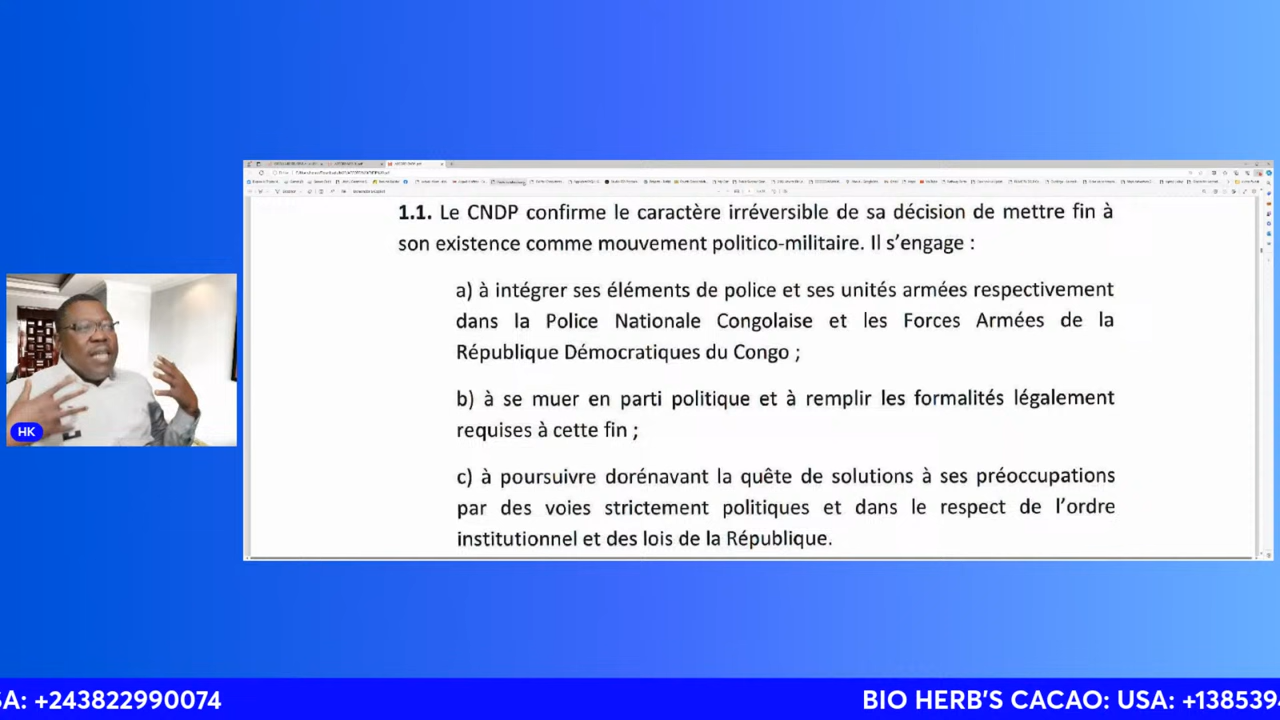 1.1. Le CNDP confirme le caractère irréversible de sa décision de mettre fin à
son existence comme mouvement politico-militaire. Il s’engage :
a) à intégrer ses éléments de police et ses unités armées respectivement
dans la Police Nationale Congolaise et les Forces Armées de la
République Démocratiques du Congo ;
b) à se muer en parti politique et à remplir les formalités légalement
requises à cette fin ;
c) à poursuivre dorénavant la quête de solutions à ses préoccupations
par des voies strictement politiques et dans le respect de l’ordre
institutionnel et des lois de la République.
HK
SA: +243822990074
BIO HERB'S CACAO: USA: +138539